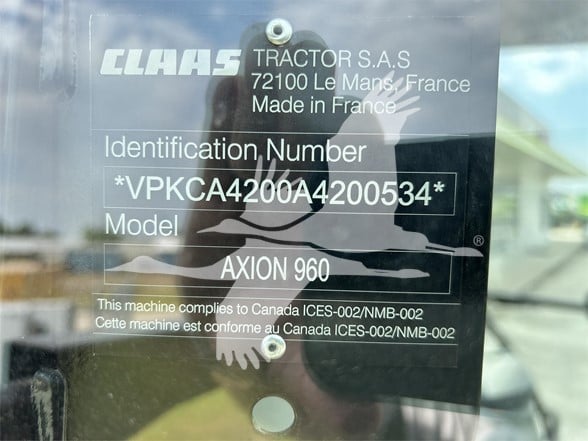 CLAAS TRACTOR S.A.S
72100 Le Mans, France
Made in France
Identification Number
*VPKCA4200A4200534*
Model
®
AXION 960
This machine complies to Canada ICES-002/NMB-002
Cette machine est conforme au Canada ICES-002/NMB-002